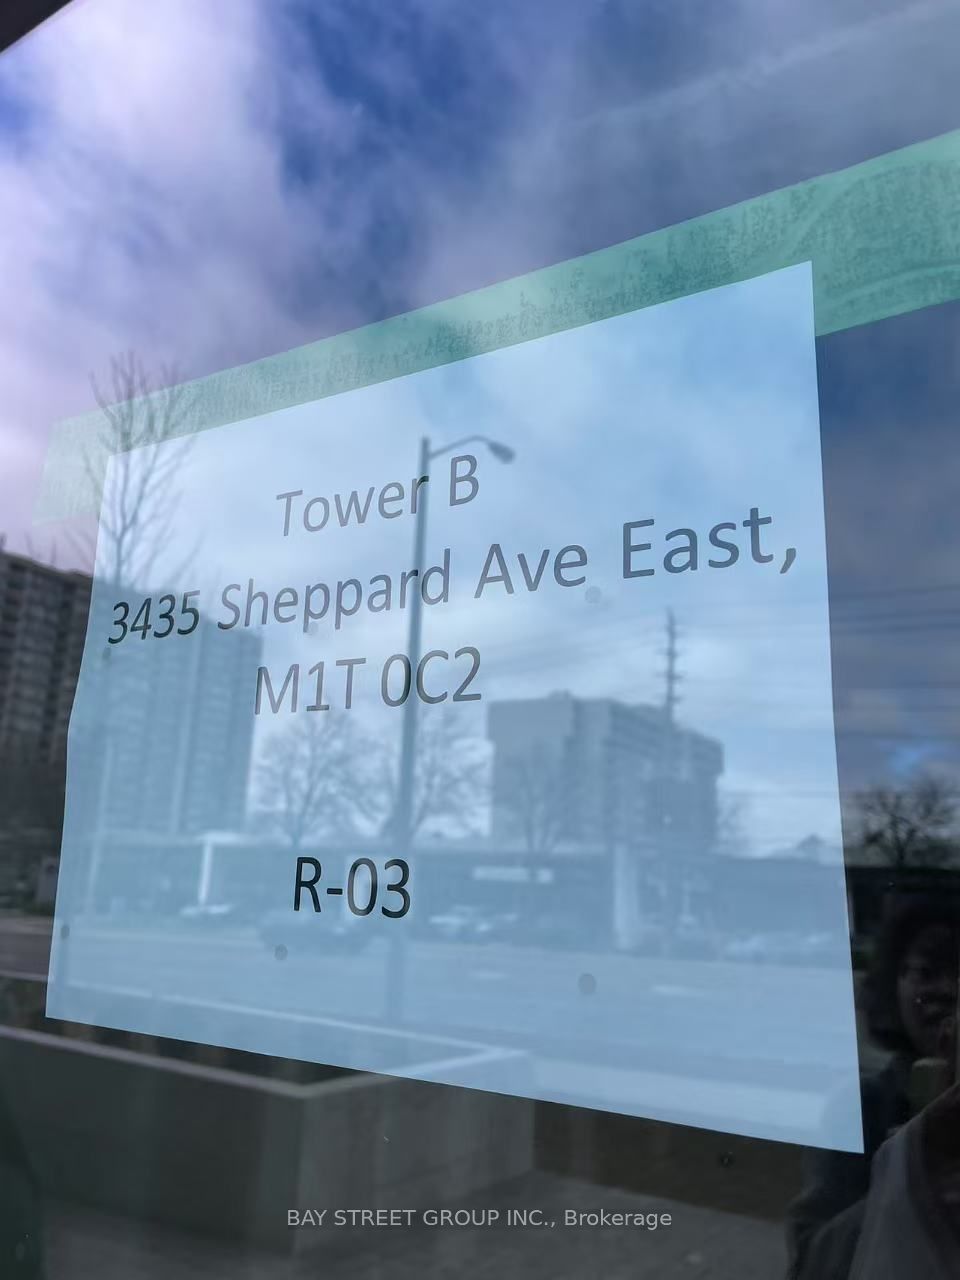 Tower B
3435 Sheppard Ave East,
M1T 0C2
R-03
BAY STREET GROUP INC., Brokerage